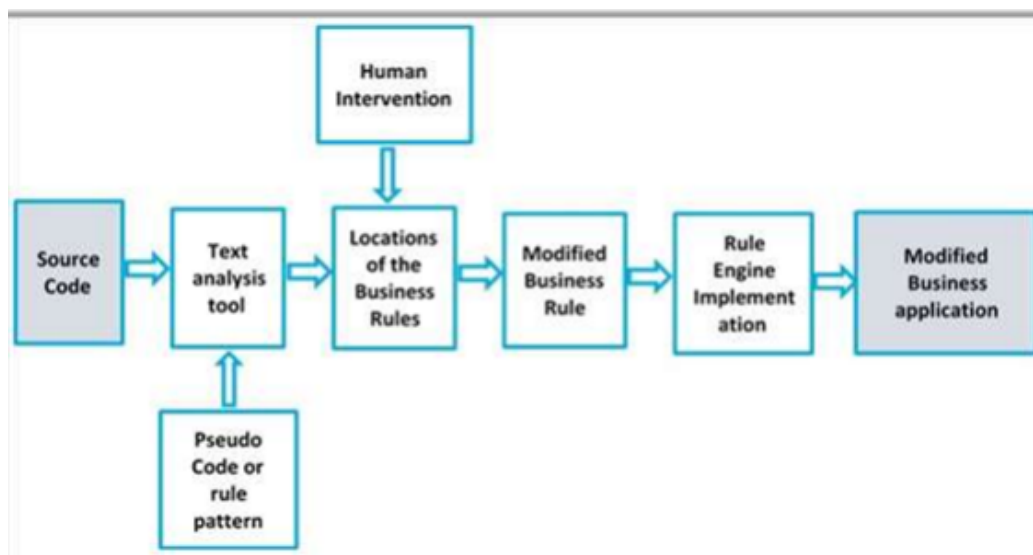 Human
Intervention
Source
Code
Text
analysis
tool
Locations
of the
Business
Rules
Modified
Business
Rule
Rule
Engine
Implement
ation
Modified
Business
application
Pseudo
Code or
rule
pattern